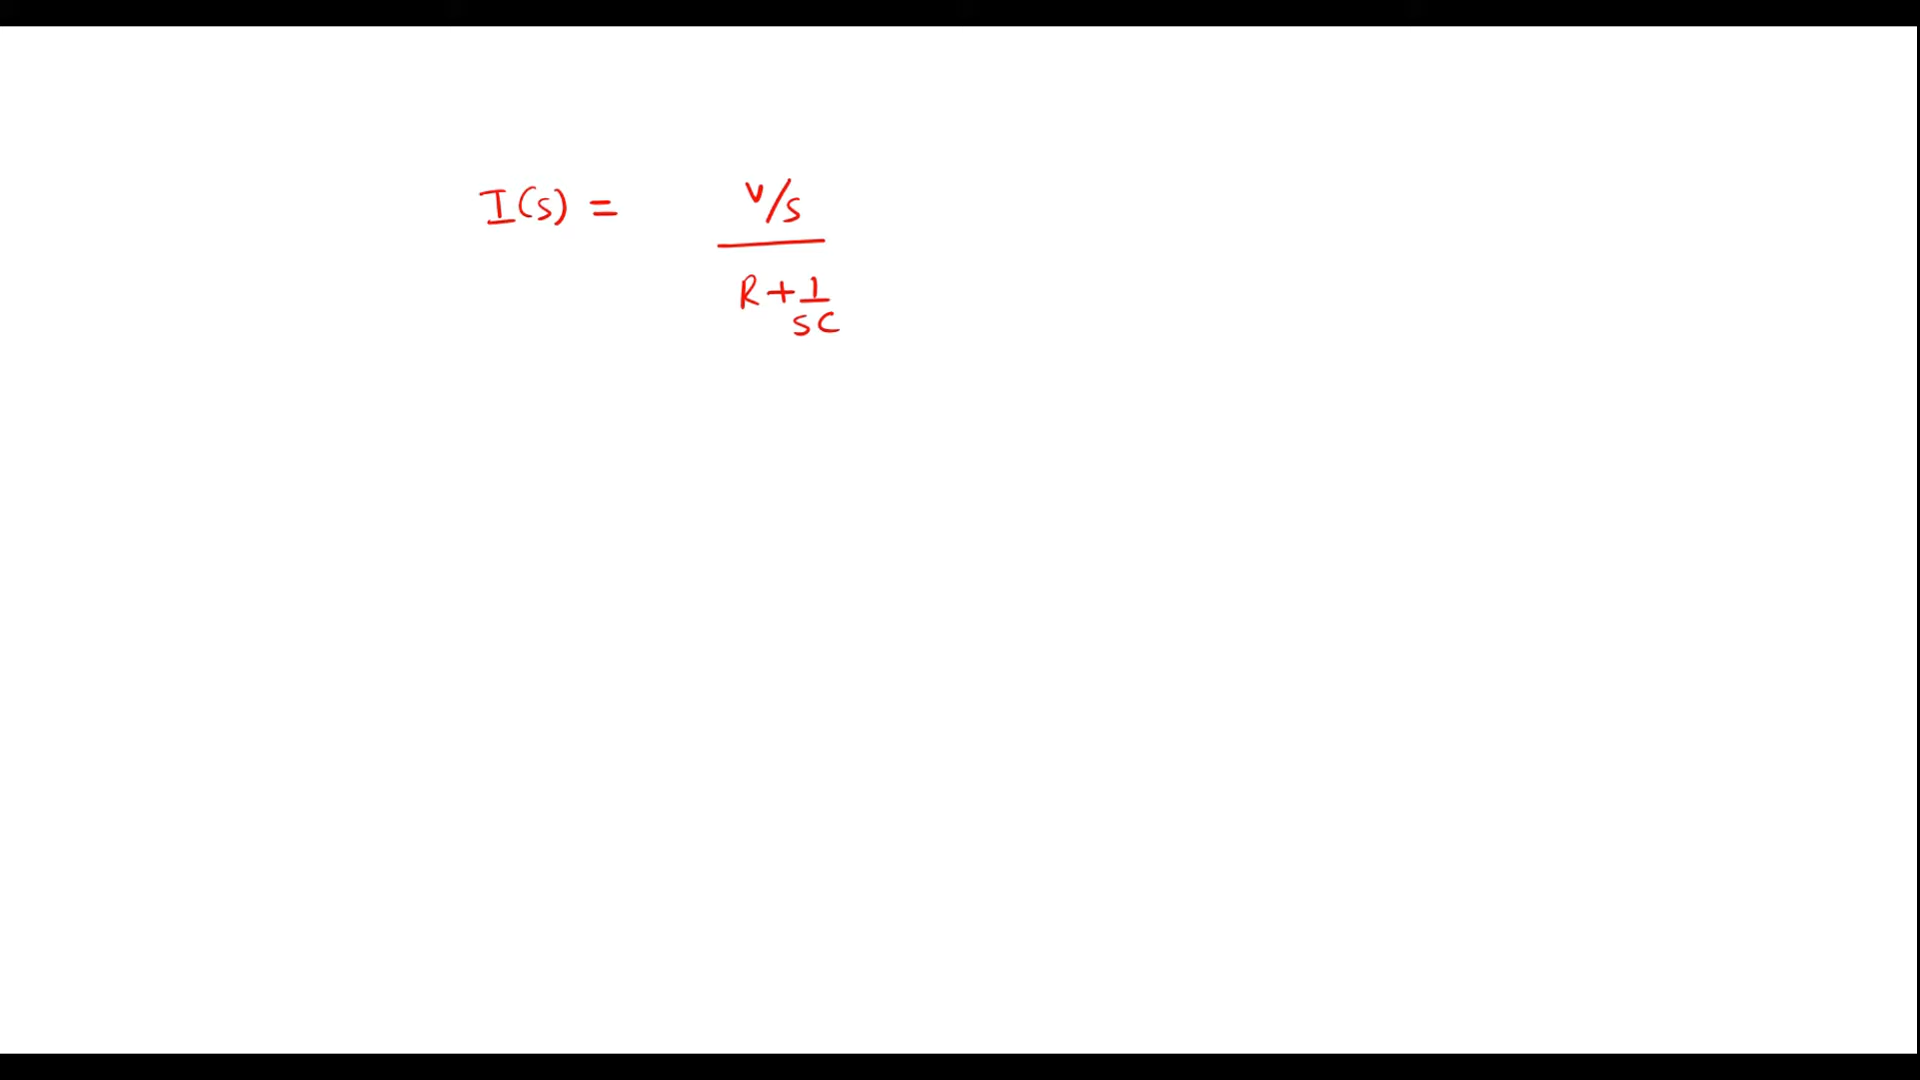 I(s) = v/s
R + 1
sC